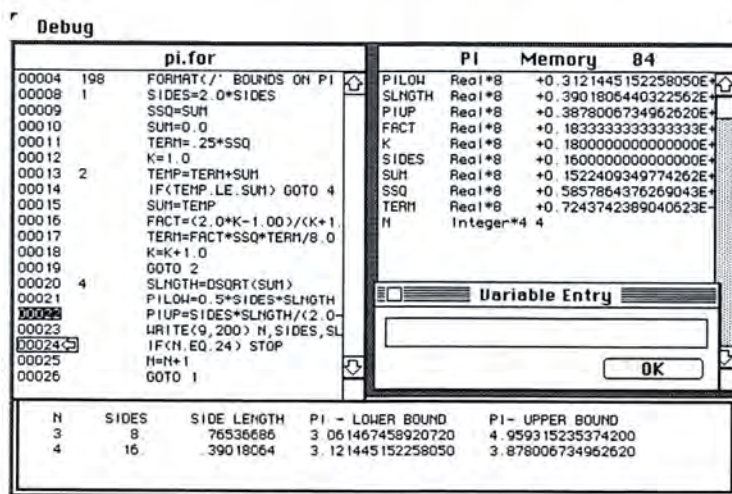 Debug
pi.for
00004 198 FORMAT(/' BOUNDS ON PI
00008 1 SIDES=2.0*SIDES
00009 SSQ=SUM
00010 SUM=0.0
00011 TERM=.25*SSQ
00012 K=1.0
00013 2 TEMP=TERM+SUM
00014 IF(TEMP.LE.SUM) GOTO 4
00015 SUM=TEMP
00016 FACT=(2.0*K-1.00)/(K+1.
00017 TERM=FACT*SSQ*TERM/8.0
00018 K=K+1.0
00019 GOTO 2
00020 4 SLNGTH=DSQRT(SUM)
00021 PILOW=0.5*SIDES*SLNGTH
00022 PIUP=SIDES*SLNGTH/(2.0-
00023 WRITE(9,200) N,SIDES,SL
00024 IF(N.EQ.24) STOP
00025 N=N+1
00026 GOTO 1
PI Memory 84
PILOW Real*8 +0.3121445152258050E+
SLNGTH Real*8 +0.3901806440322562E+
PIUP Real*8 +0.3878006734962620E+
FACT Real*8 +0.1833333333333333E+
K Real*8 +0.1800000000000000E+
SIDES Real*8 +0.1600000000000000E+
SUM Real*8 +0.1522409349774262E+
SSQ Real*8 +0.5857864376269043E+
TERM Real*8 +0.7243742389040623E-
N Integer*4 4
Variable Entry
OK
N SIDES SIDE LENGTH PI - LOWER BOUND PI- UPPER BOUND
3 8. .76536686 3.061467458920720 4.959315235374200
4 16. .39018064 3.121445152258050 3.878006734962620